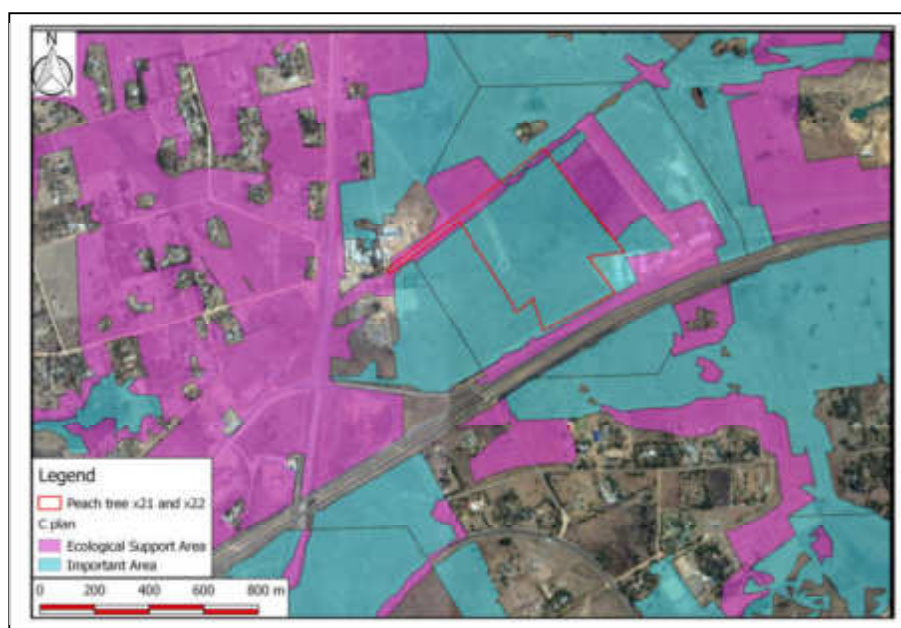 N
Legend
Peach tree x21 and x22
C plan
Ecological Support Area
Important Area
0 200 400 600 800 m